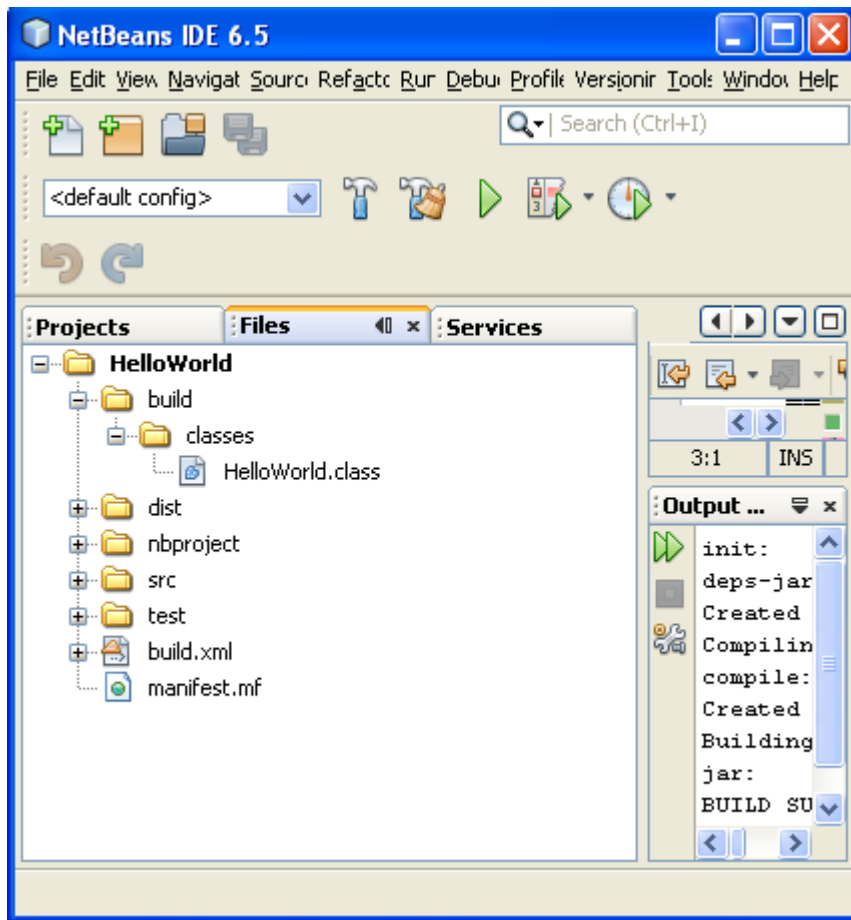 NetBeans IDE 6.5
File Edit View Navigat Sourc Refactc Rur Debu Profile Versionir Tools Windov Help
Search (Ctrl+I)
<default config>
Projects Files Services
HelloWorld
build
classes
HelloWorld.class
dist
nbproject
src
test
build.xml
manifest.mf
3:1 INS
Output ...
init:
deps-jar
Created
Compilin
compile:
Created
Building
jar:
BUILD SU